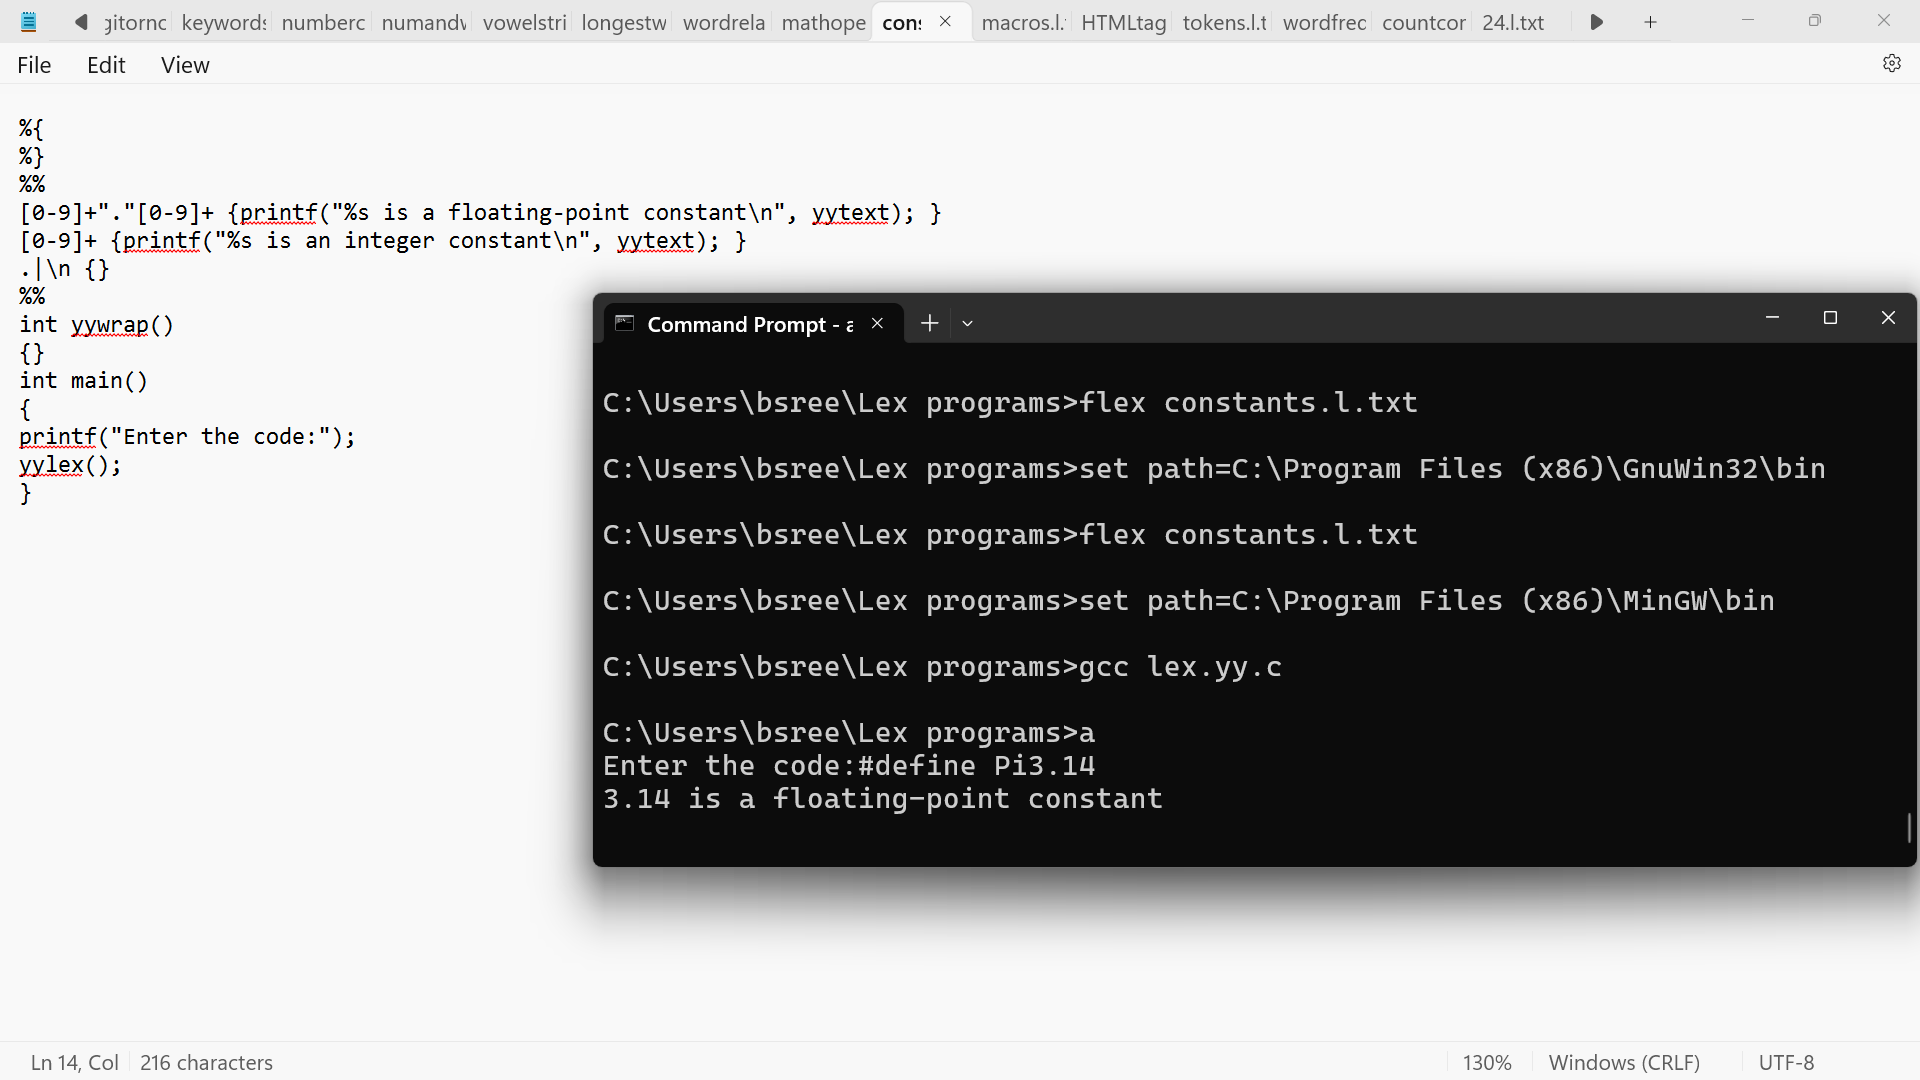 gitornc keywords numberc numandv vowelstri longestw wordrela mathope cons macros.l. HTMLtag tokens.l.t wordfrec countcor 24.l.txt
File Edit View
%{
%}
%%
[0-9]+"."[0-9]+ {printf("%s is a floating-point constant\n", yytext); }
[0-9]+ {printf("%s is an integer constant\n", yytext); }
.|\n {}
%%
int yywrap()
{}
int main()
{
printf("Enter the code:");
yylex();
}
Command Prompt - a
C:\Users\bsree\Lex programs>flex constants.l.txt
C:\Users\bsree\Lex programs>set path=C:\Program Files (x86)\GnuWin32\bin
C:\Users\bsree\Lex programs>flex constants.l.txt
C:\Users\bsree\Lex programs>set path=C:\Program Files (x86)\MinGW\bin
C:\Users\bsree\Lex programs>gcc lex.yy.c
C:\Users\bsree\Lex programs>a
Enter the code:#define Pi3.14
3.14 is a floating-point constant
Ln 14, Col 216 characters 130% Windows (CRLF) UTF-8